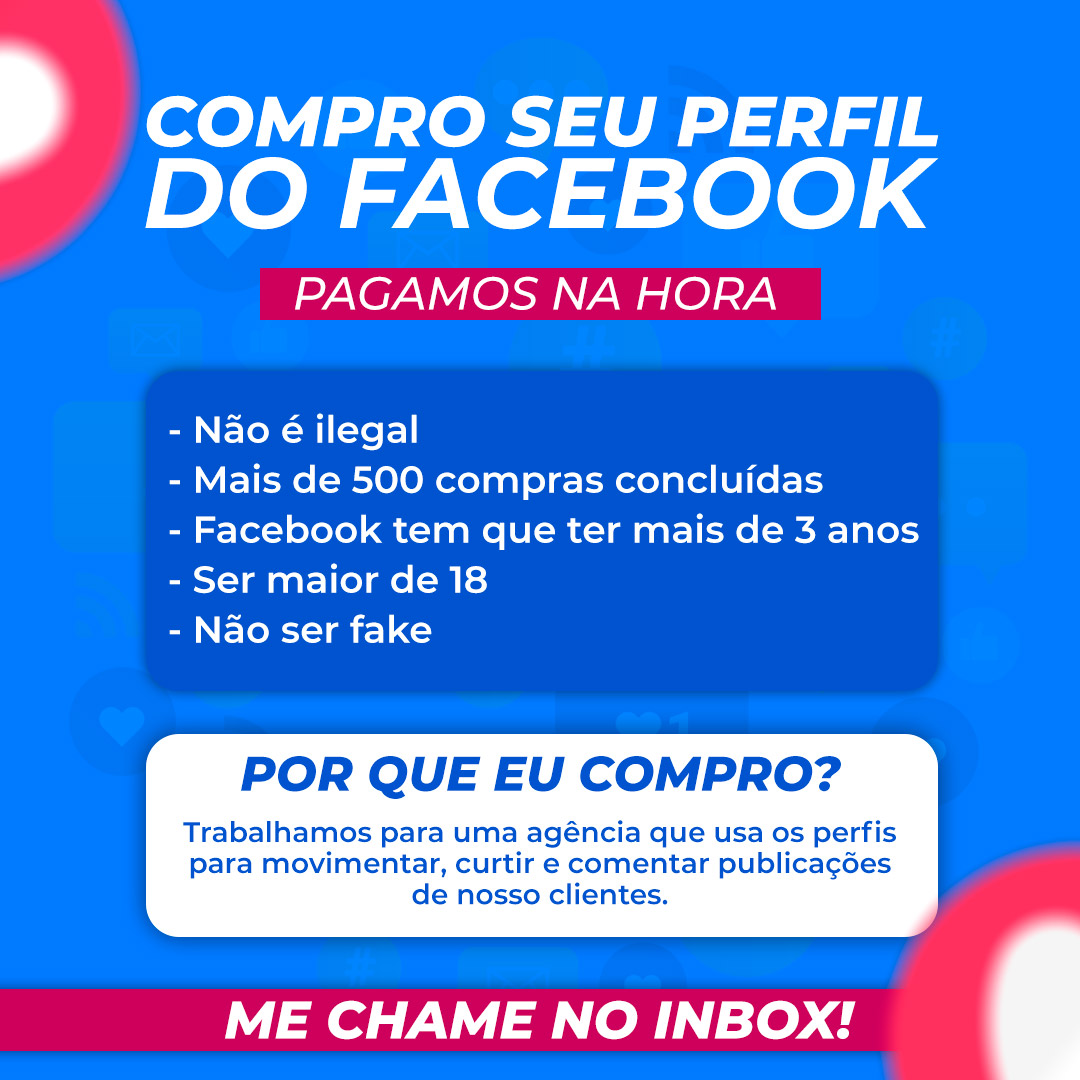 COMPRO SEU PERFIL
DO FACEBOOK
PAGAMOS NA HORA
- Não é ilegal
- Mais de 500 compras concluídas
- Facebook tem que ter mais de 3 anos
- Ser maior de 18
- Não ser fake
POR QUE EU COMPRO?
Trabalhamos para uma agência que usa os perfis
para movimentar, curtir e comentar publicações
de nosso clientes.
ME CHAME NO INBOX!